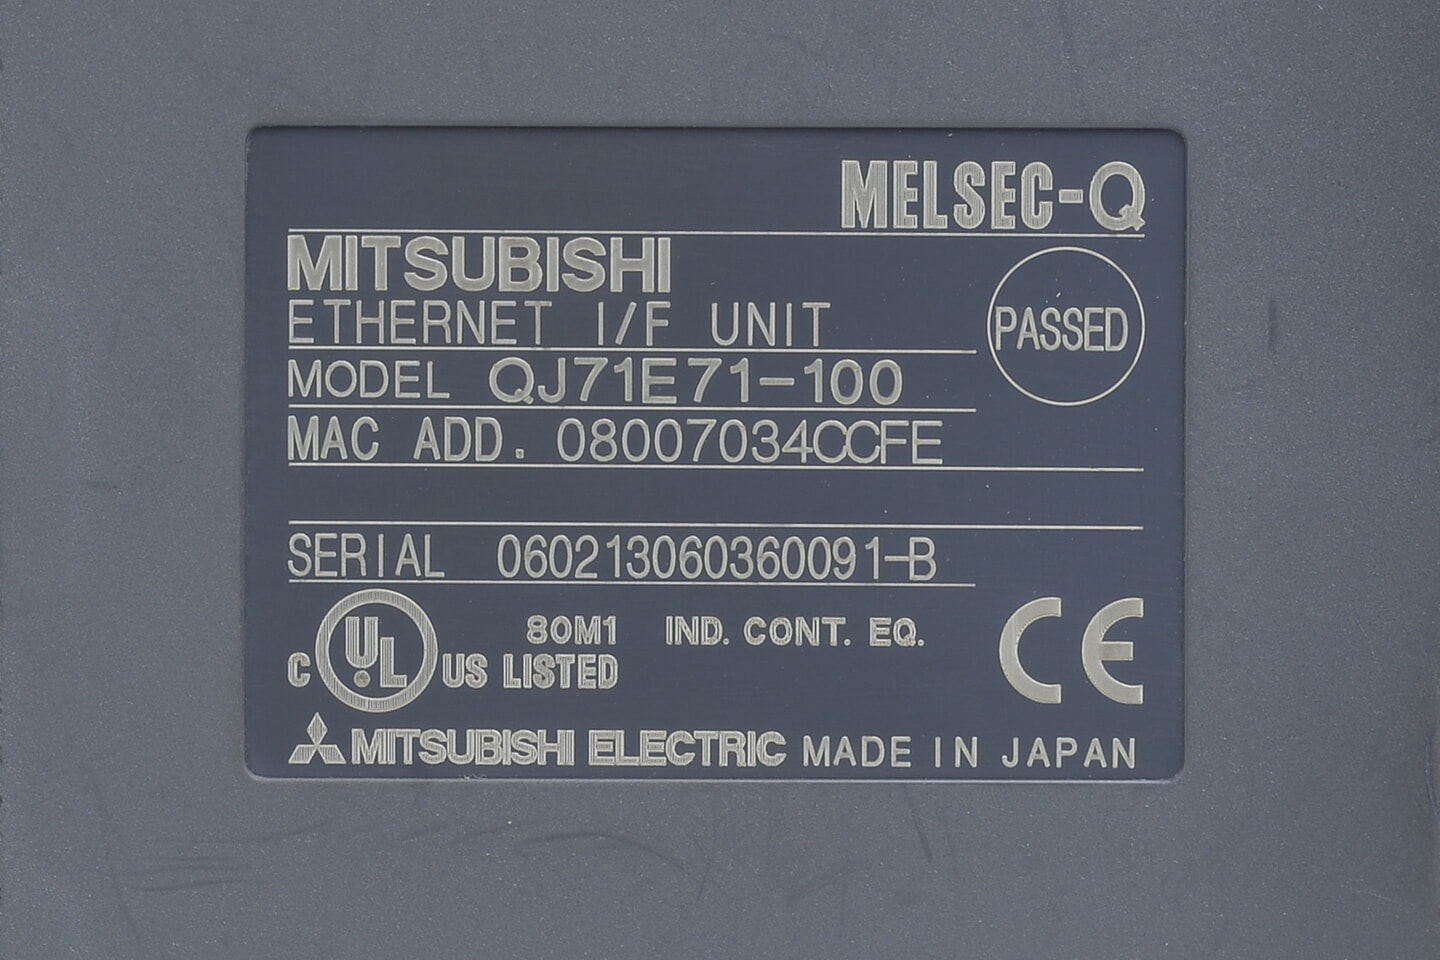 MELSEC-Q
MITSUBISHI
ETHERNET I/F UNIT
PASSED
MODEL QJ71E71-100
MAC ADD. 08007034CCFE
SERIAL 060213060360091-B
C UL US LISTED 80M1 IND. CONT. EQ.
CE
MITSUBISHI ELECTRIC MADE IN JAPAN